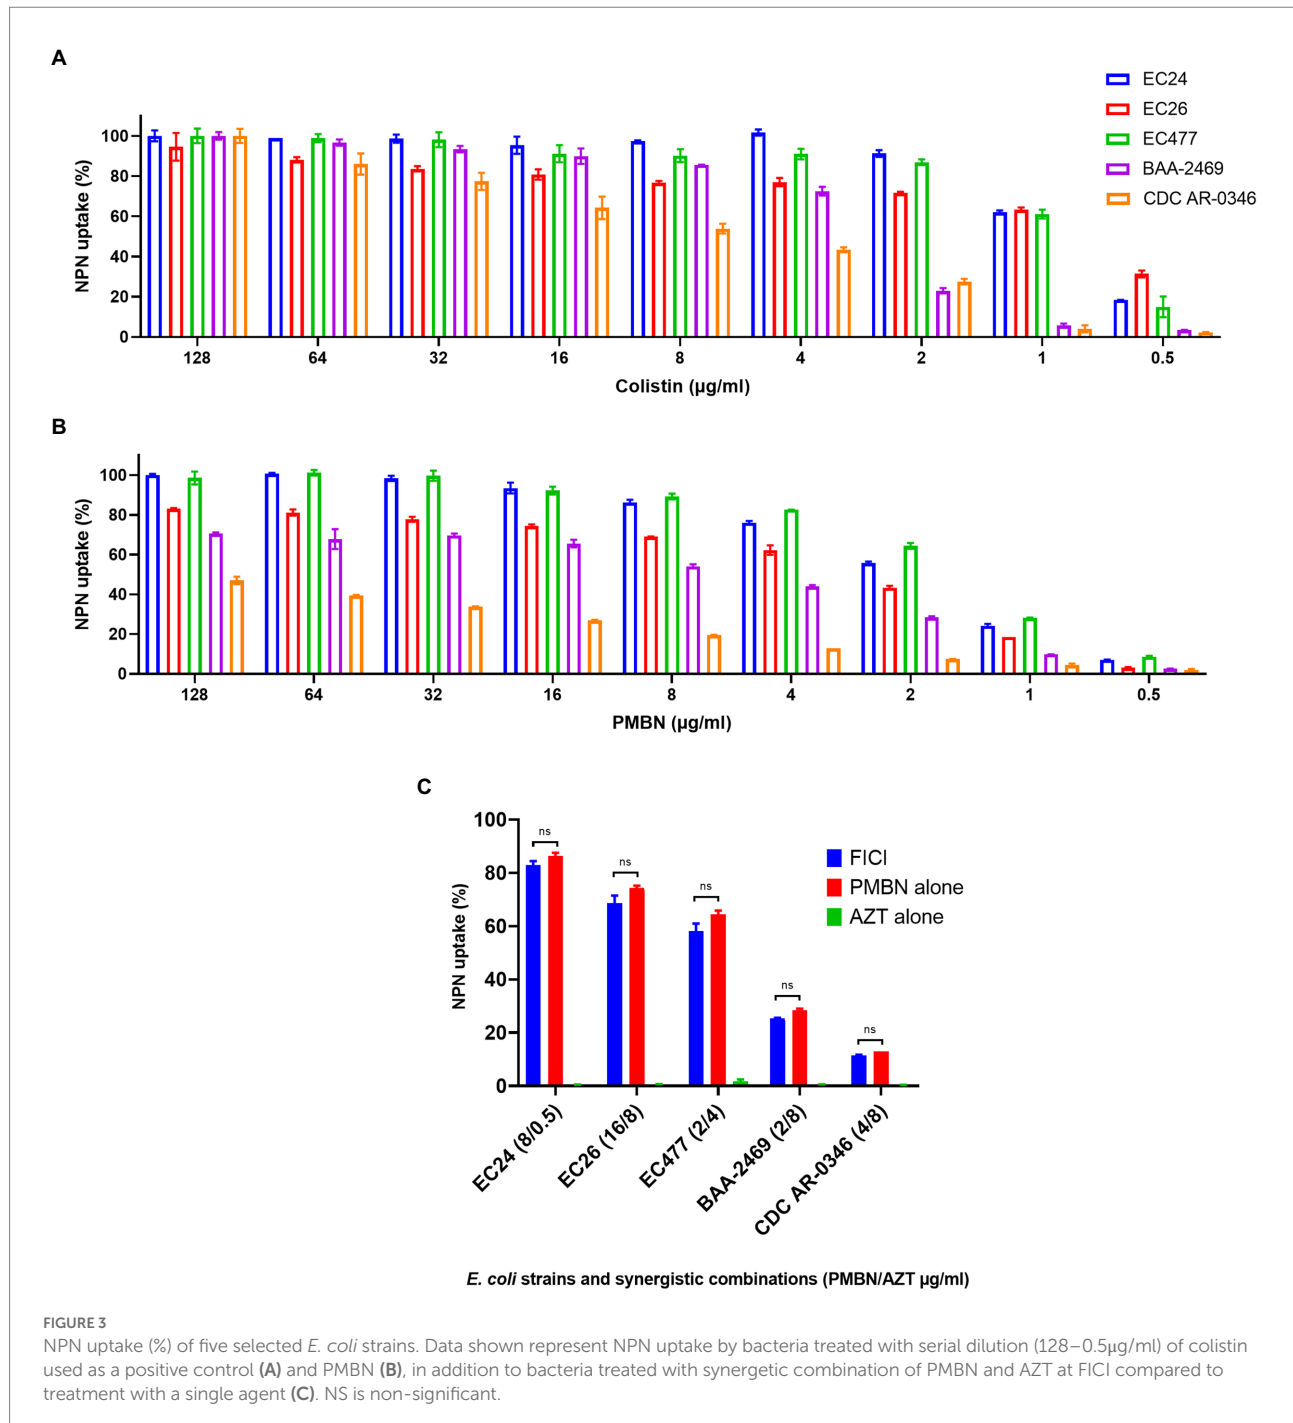 A
EC24
EC26
EC477
BAA-2469
CDC AR-0346
NPN uptake (%)
100
80
60
40
20
0
128 64 32 16 8 4 2 1 0.5
Colistin (µg/ml)
B
NPN uptake (%)
100
80
60
40
20
0
128 64 32 16 8 4 2 1 0.5
PMBN (µg/ml)
C
FICI
PMBN alone
AZT alone
NPN uptake (%)
100
80
60
40
20
0
ns
ns
ns
ns
ns
EC24 (8/0.5)
EC26 (16/8)
EC477 (2/4)
BAA-2469 (2/8)
CDC AR-0346 (4/8)
E. coli strains and synergistic combinations (PMBN/AZT µg/ml)
FIGURE 3
NPN uptake (%) of five selected E. coli strains. Data shown represent NPN uptake by bacteria treated with serial dilution (128–0.5µg/ml) of colistin
used as a positive control (A) and PMBN (B), in addition to bacteria treated with synergetic combination of PMBN and AZT at FICI compared to
treatment with a single agent (C). NS is non-significant.